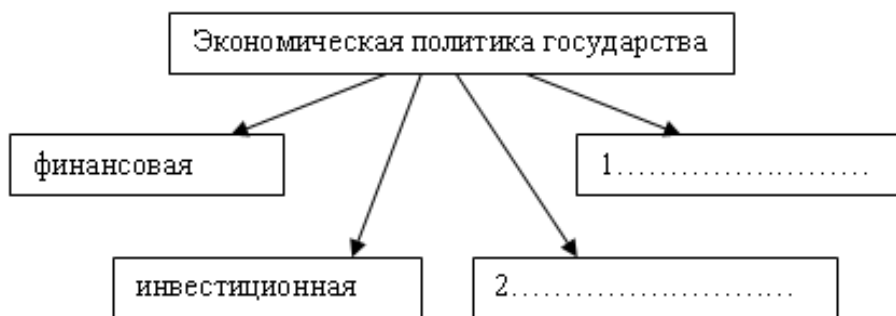 Экономическая политика государства
финансовая
1……………………
инвестиционная
2…………………………